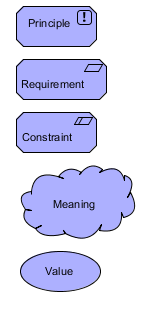 Principle
Requirement
Constraint
Meaning
Value